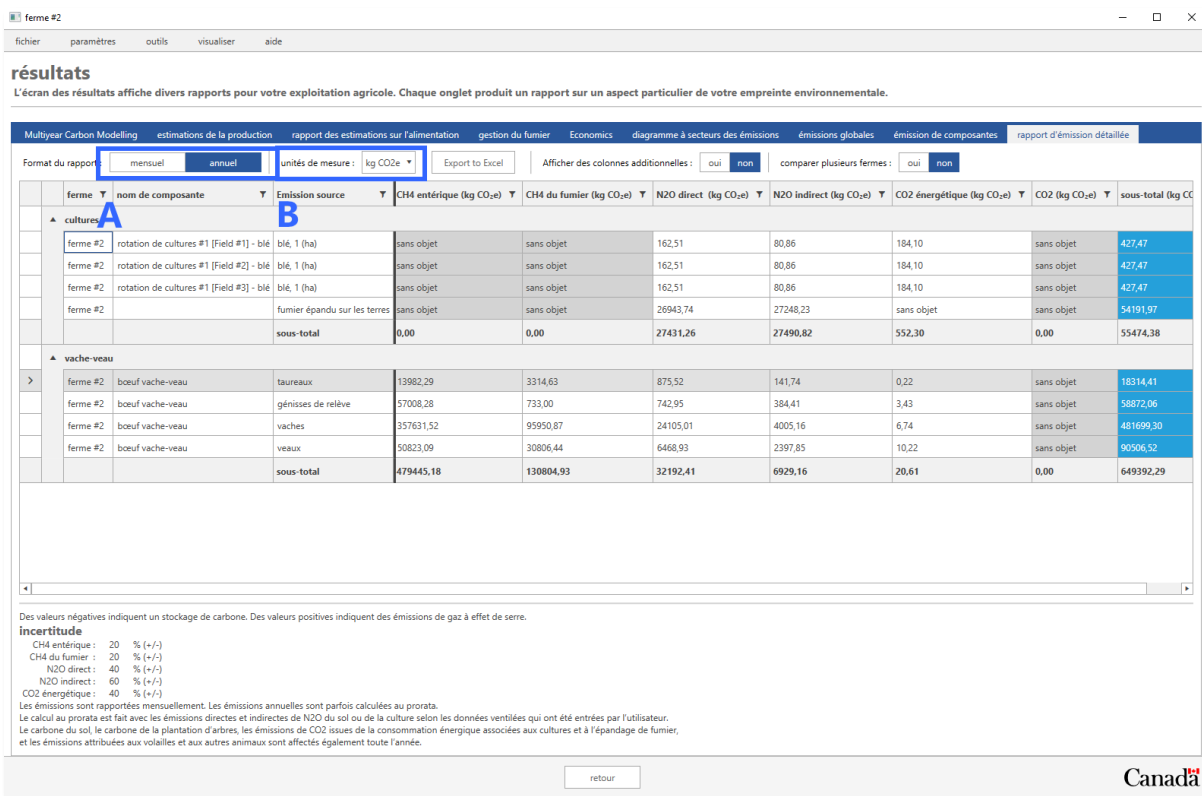 ferme #2
fichier paramètres outils visualiser aide
résultats
L'écran des résultats affiche divers rapports pour votre exploitation agricole. Chaque onglet produit un rapport sur un aspect particulier de votre empreinte environnementale.
Multiyear Carbon Modelling estimations de la production rapport des estimations sur l'alimentation gestion du fumier Economics diagramme à secteurs des émissions émissions globales émission de composantes rapport d'émission détaillée
Format du rapport : mensuel annuel unités de mesure : kg CO2e Export to Excel Afficher des colonnes additionnelles : oui non comparer plusieurs fermes : oui non
ferme nom de composante Emission source CH4 entérique (kg CO₂e) CH4 du fumier (kg CO₂e) N2O direct (kg CO₂e) N2O indirect (kg CO₂e) CO2 énergétique (kg CO₂e) CO2 (kg CO₂e) sous-total (kg CO
A B
cultures
ferme #2 rotation de cultures #1 [Field #1] - blé blé, 1 (ha) sans objet sans objet 162,51 80,86 184,10 sans objet 427,47
ferme #2 rotation de cultures #1 [Field #2] - blé blé, 1 (ha) sans objet sans objet 162,51 80,86 184,10 sans objet 427,47
ferme #2 rotation de cultures #1 [Field #3] - blé blé, 1 (ha) sans objet sans objet 162,51 80,86 184,10 sans objet 427,47
ferme #2 fumier épandu sur les terres sans objet sans objet 26943,74 27248,23 sans objet sans objet 54191,97
sous-total 0,00 0,00 27431,26 27490,82 552,30 0,00 55474,38
vache-veau
ferme #2 bœuf vache-veau taureaux 13982,29 3314,63 875,52 141,74 0,22 sans objet 18314,41
ferme #2 bœuf vache-veau génisses de relève 57008,28 733,00 742,95 384,41 3,43 sans objet 58872,06
ferme #2 bœuf vache-veau vaches 357631,52 95950,87 24105,01 4005,16 6,74 sans objet 481699,30
ferme #2 bœuf vache-veau veaux 50823,09 30806,44 6468,93 2397,85 10,22 sans objet 90506,52
sous-total 479445,18 130804,93 32192,41 6929,16 20,61 0,00 649392,29
Des valeurs négatives indiquent un stockage de carbone. Des valeurs positives indiquent des émissions de gaz à effet de serre.
incertitude
CH4 entérique : 20 % (+/-)
CH4 du fumier : 20 % (+/-)
N2O direct : 40 % (+/-)
N2O indirect : 60 % (+/-)
CO2 énergétique : 40 % (+/-)
Les émissions sont rapportées mensuellement. Les émissions annuelles sont parfois calculées au prorata.
Le calcul au prorata est fait avec les émissions directes et indirectes de N2O du sol ou de la culture selon les données ventilées qui ont été entrées par l'utilisateur.
Le carbone du sol, le carbone de la plantation d'arbres, les émissions de CO2 issues de la consommation énergique associées aux cultures et à l'épandage de fumier,
et les émissions attribuées aux volailles et aux autres animaux sont affectés également toute l'année.
retour
Canada